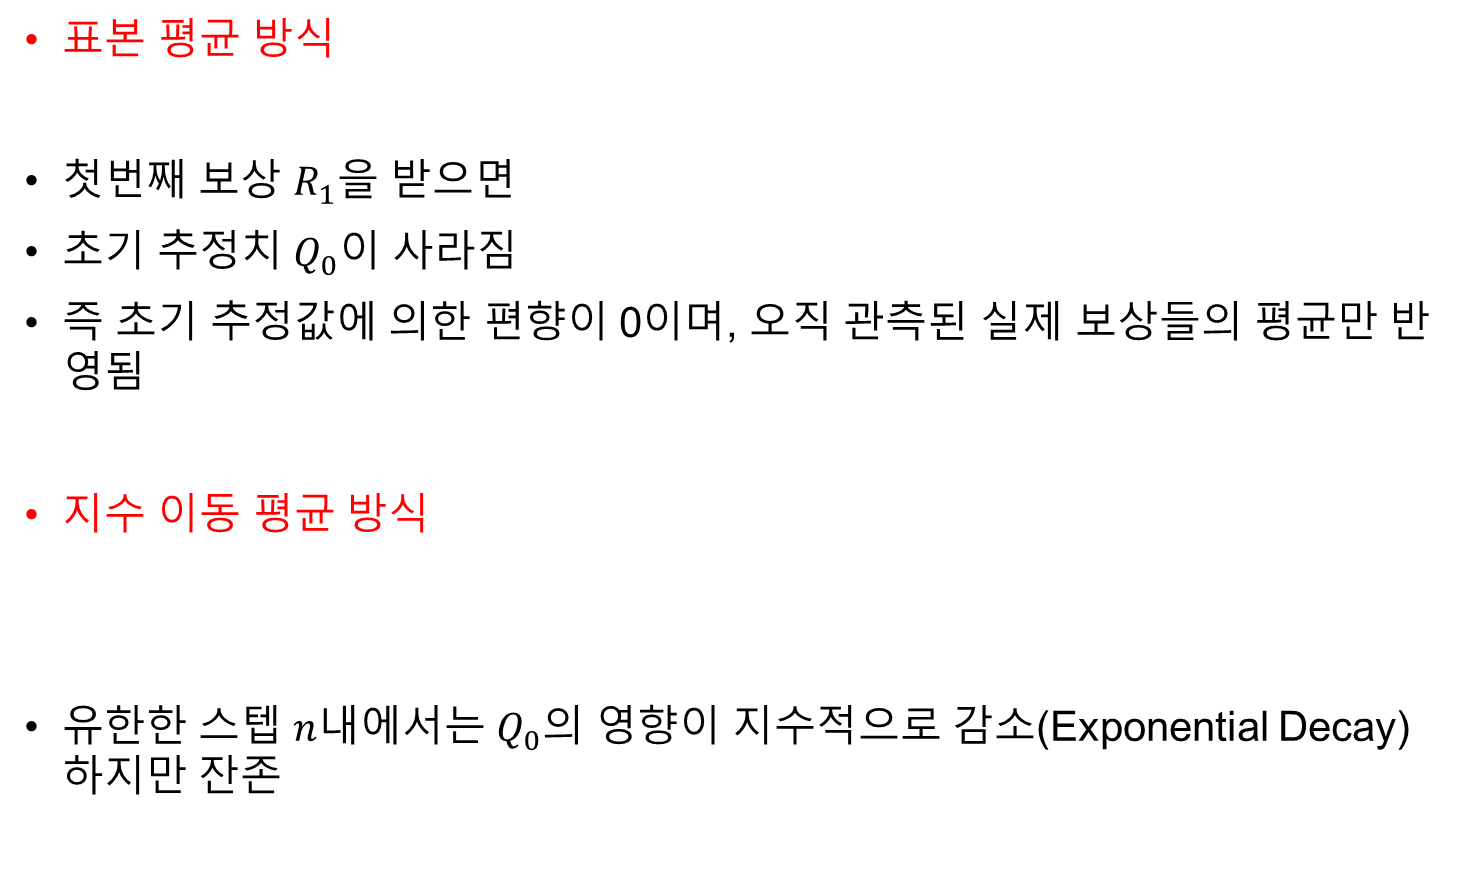 • 표본 평균 방식
• 첫번째 보상 R₁을 받으면
• 초기 추정치 Q₀이 사라짐
• 즉 초기 추정값에 의한 편향이 0이며, 오직 관측된 실제 보상들의 평균만 반
영됨
• 지수 이동 평균 방식
• 유한한 스텝 n내에서는 Q₀의 영향이 지수적으로 감소(Exponential Decay)
하지만 잔존